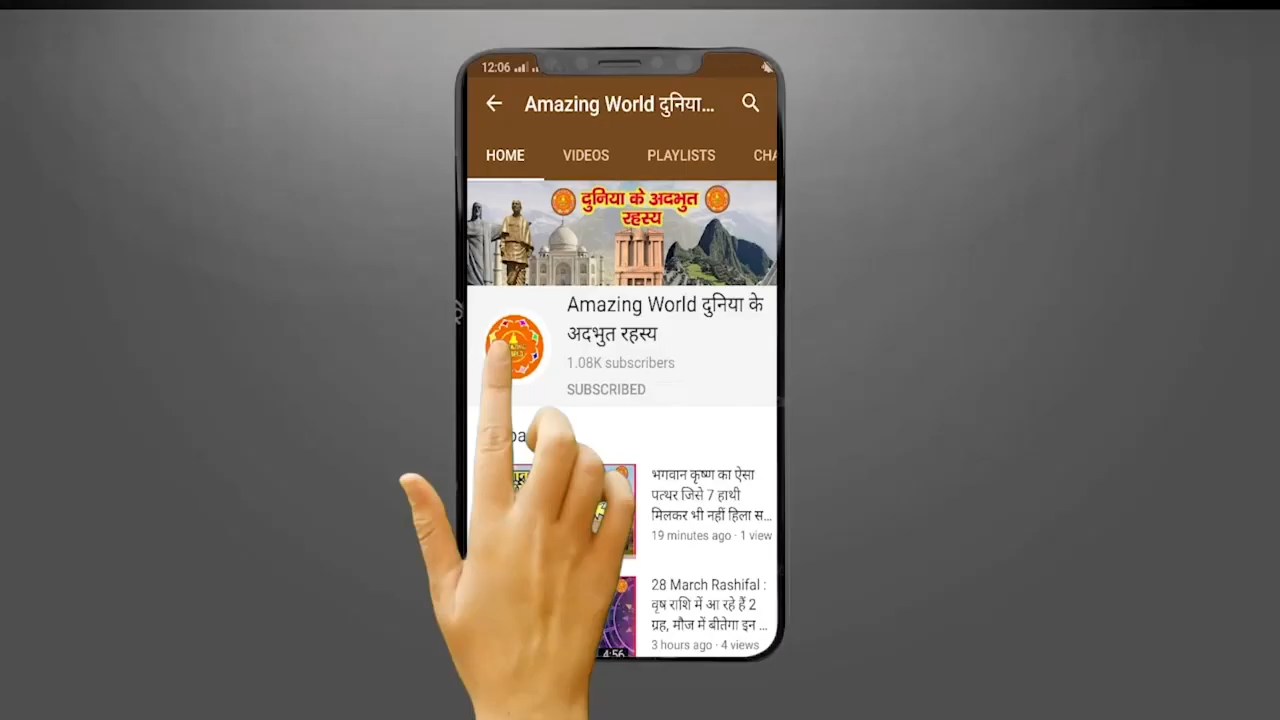 12:06
Amazing World दुनिया...
HOME VIDEOS PLAYLISTS CHA
दुनिया के अदभुत
रहस्य
Amazing World दुनिया के
अदभुत रहस्य
1.08K subscribers
SUBSCRIBED
भगवान कृष्ण का ऐसा
पत्थर जिसे 7 हाथी
मिलकर भी नहीं हिला स...
19 minutes ago · 1 view
28 March Rashifal :
वृष राशि में आ रहे हैं 2
ग्रह, मौज में बीतेगा इन ...
3 hours ago · 4 views
4:56